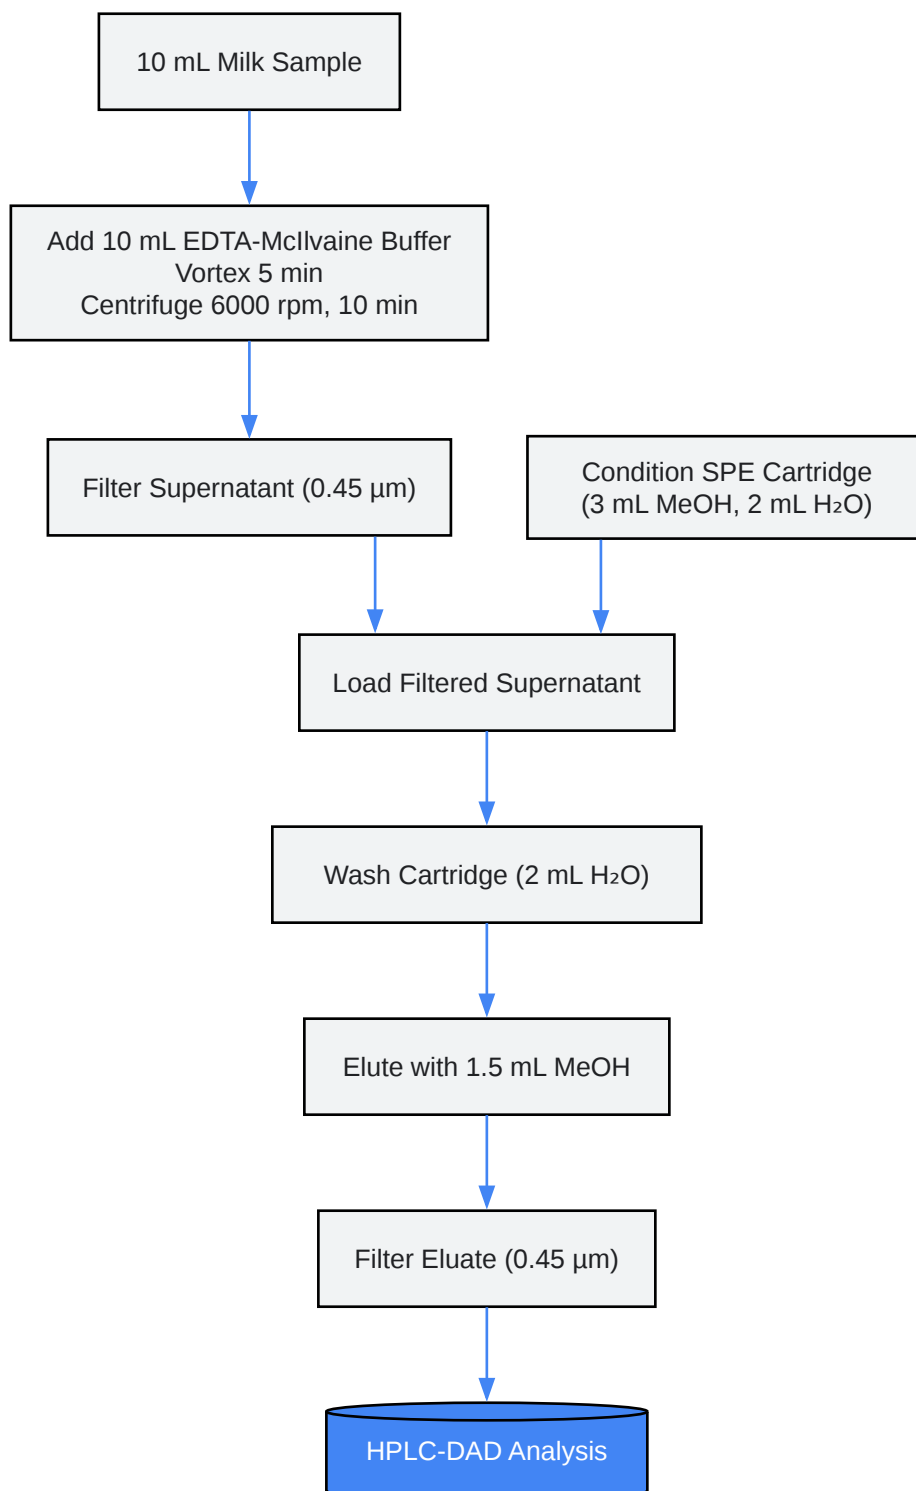 10 mL Milk Sample
Add 10 mL EDTA-McIlvaine Buffer
Vortex 5 min
Centrifuge 6000 rpm, 10 min
Filter Supernatant (0.45 µm)
Condition SPE Cartridge
(3 mL MeOH, 2 mL H₂O)
Load Filtered Supernatant
Wash Cartridge (2 mL H₂O)
Elute with 1.5 mL MeOH
Filter Eluate (0.45 µm)
HPLC-DAD Analysis